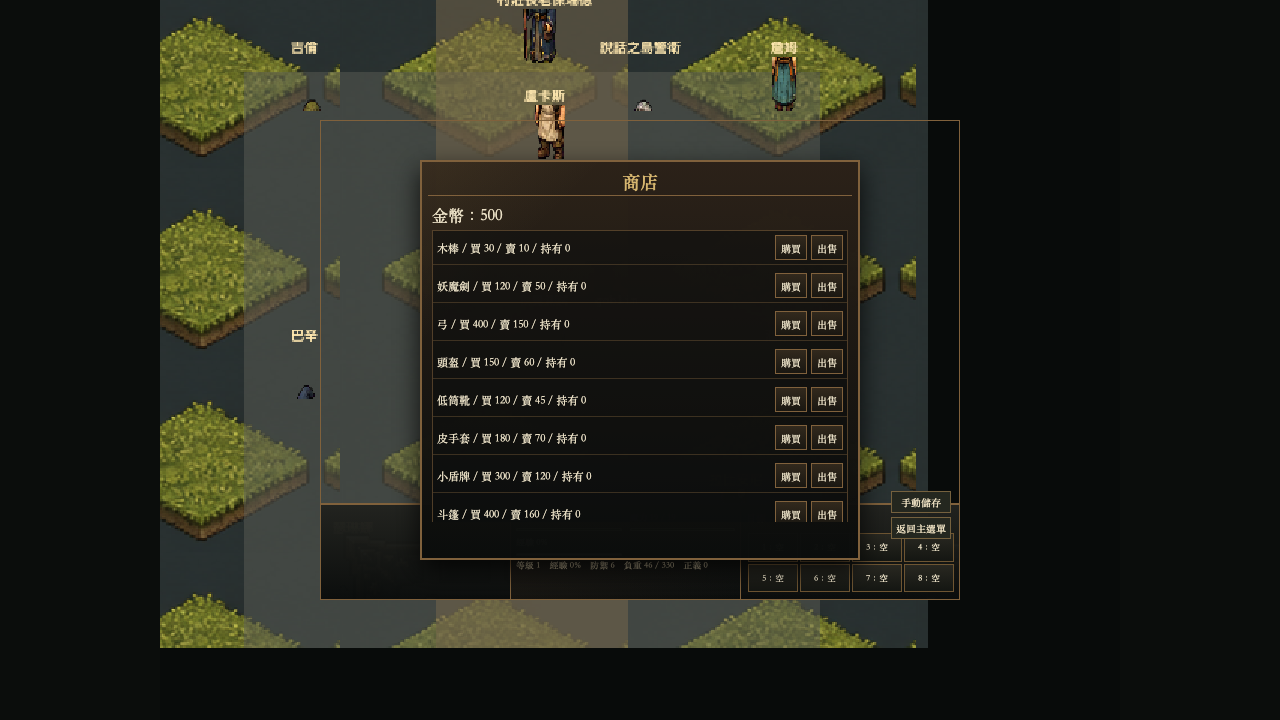 吉倫
說話之島警衛
詹姆
盧卡斯
商店
金幣：500
木棒 / 買 30 / 賣 10 / 持有 0
購買
出售
妖魔劍 / 買 120 / 賣 50 / 持有 0
購買
出售
弓 / 買 400 / 賣 150 / 持有 0
購買
出售
頭盔 / 買 150 / 賣 60 / 持有 0
購買
出售
巴辛
低筒靴 / 買 120 / 賣 45 / 持有 0
購買
出售
皮手套 / 買 180 / 賣 70 / 持有 0
購買
出售
小盾牌 / 買 300 / 賣 120 / 持有 0
購買
出售
手動儲存
斗篷 / 買 400 / 賣 160 / 持有 0
購買
出售
返回主選單
3：空
4：空
等級 1 經驗 0% 防禦 6 負重 46 / 330 正義 0
5：空
6：空
7：空
8：空